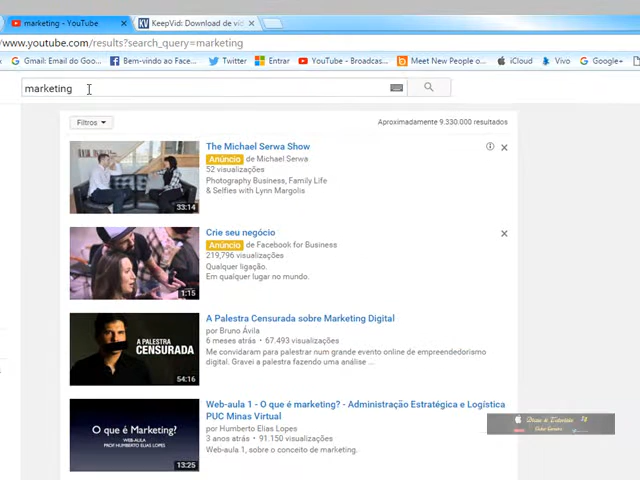 marketing - YouTube × KeepVid: Download de víd ×
/www.youtube.com/results?search_query=marketing
Gmail: Email do Goo... Bem-vindo ao Face... Twitter Entrar YouTube - Broadcas... Meet New People o... iCloud Vivo Google+
marketing
Filtros
Aproximadamente 9.330.000 resultados
The Michael Serwa Show
Anúncio de Michael Serwa
52 visualizações
Photography Business, Family Life
& Selfies with Lynn Margolis
33:14
Crie seu negócio
Anúncio de Facebook for Business
219,796 visualizações
Qualquer ligação.
Em qualquer lugar no mundo.
1:15
A Palestra Censurada sobre Marketing Digital
por Bruno Ávila
6 meses atrás • 67.493 visualizações
Me convidaram para palestrar num grande evento online de empreendedorismo
digital. Gravei a palestra fazendo uma análise ...
A PALESTRA
CENSURADA
54:16
Web-aula 1 - O que é marketing? - Administração Estratégica e Logística
PUC Minas Virtual
por Humberto Elias Lopes
3 anos atrás • 91.150 visualizações
Web-aula 1, sobre o conceito de marketing.
O que é Marketing?
WEB-AULA
PROF HUMBERTO ELIAS LOPES
13:25